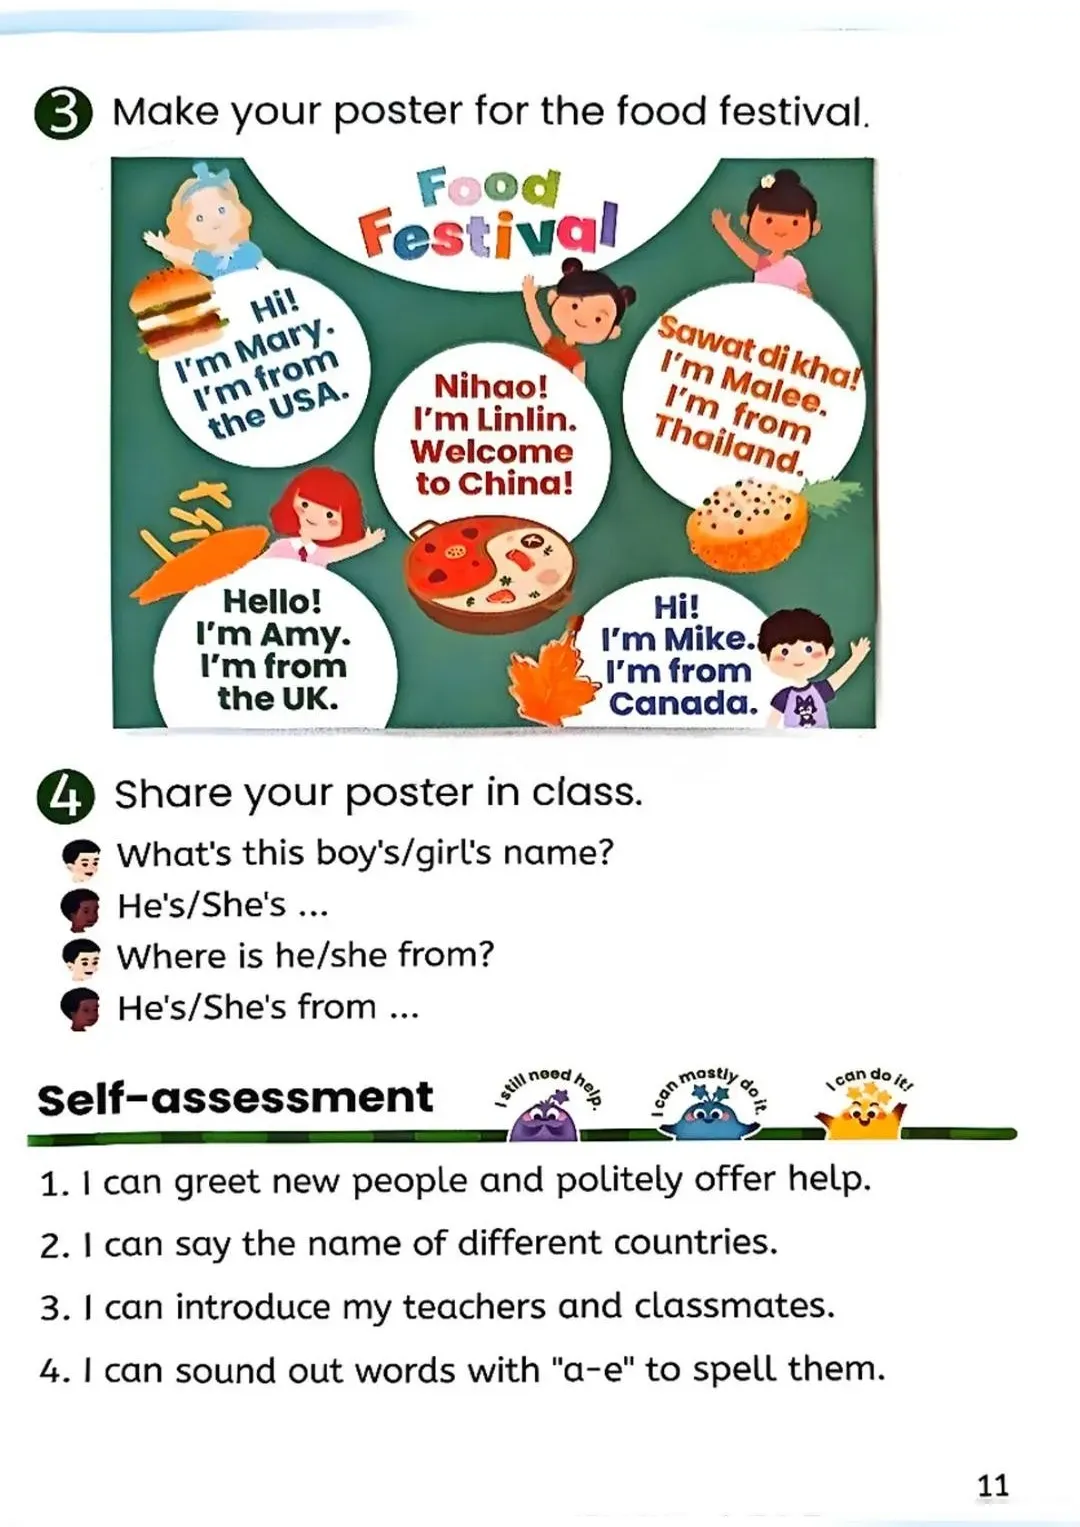 3 Make your poster for the food festival.
Food
Festival
Hi!
I'm Mary.
I'm from
the USA.
Nihao!
I'm Linlin.
Welcome
to China!
Sawat di kha!
I'm Malee.
I'm from
Thailand.
Hello!
I'm Amy.
I'm from
the UK.
Hi!
I'm Mike.
I'm from
Canada.
4 Share your poster in class.
What's this boy's/girl's name?
He's/She's ...
Where is he/she from?
He's/She's from ...
Self-assessment
I still need help.
I can mostly do it.
I can do it!
1. I can greet new people and politely offer help.
2. I can say the name of different countries.
3. I can introduce my teachers and classmates.
4. I can sound out words with "a-e" to spell them.
11